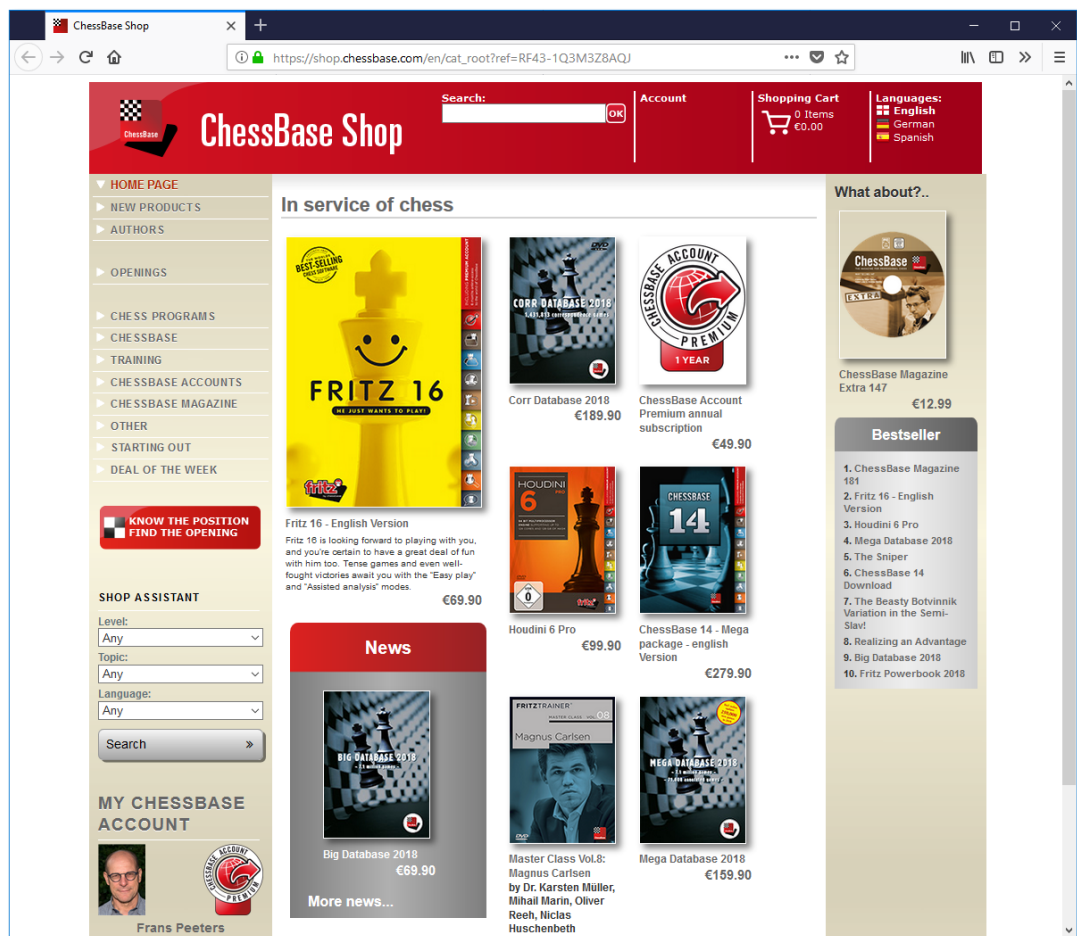 ChessBase Shop
https://shop.chessbase.com/en/cat_root?ref=RF43-1Q3M3Z8AQJ
ChessBase
ChessBase Shop
Search:
OK
Account
Shopping Cart
0 Items
€0.00
Languages:
English
German
Spanish
HOME PAGE
NEW PRODUCTS
AUTHORS
OPENINGS
CHESS PROGRAMS
CHESSBASE
TRAINING
CHESSBASE ACCOUNTS
CHESSBASE MAGAZINE
OTHER
STARTING OUT
DEAL OF THE WEEK
KNOW THE POSITION
FIND THE OPENING
SHOP ASSISTANT
Level:
Any
Topic:
Any
Language:
Any
Search »
MY CHESSBASE
ACCOUNT
CHESSBASE ACCOUNT
PREMIUM
Frans Peeters
In service of chess
BEST-SELLING
FRITZ 16
HE JUST WANTS TO PLAY!
fritz
Fritz 16 - English Version
Fritz 16 is looking forward to playing with you,
and you're certain to have a great deal of fun
with him too. Tense games and even well-
fought victories await you with the "Easy play"
and "Assisted analysis" modes.
€69.90
News
BIG DATABASE 2018
Big Database 2018
€69.90
More news...
DVD
CORR DATABASE 2018
Corr Database 2018
€189.90
CHESSBASE ACCOUNT
PREMIUM
1 YEAR
ChessBase Account
Premium annual
subscription
€49.90
HOUDINI
6 PRO
0
fritz
Houdini 6 Pro
€99.90
CHESSBASE
14
ChessBase 14 - Mega
package - english
Version
€279.90
FRITZTRAINER
MASTER CLASS VOL.08
Magnus Carlsen
DVD
Master Class Vol.8:
Magnus Carlsen
by Dr. Karsten Müller,
Mihail Marin, Oliver
Reeh, Niclas
Huschenbeth
MEGA DATABASE 2018
Mega Database 2018
€159.90
What about?..
ChessBase
EXTRA
ChessBase Magazine
Extra 147
€12.99
Bestseller
1. ChessBase Magazine
181
2. Fritz 16 - English
Version
3. Houdini 6 Pro
4. Mega Database 2018
5. The Sniper
6. ChessBase 14
Download
7. The Beasty Botvinnik
Variation in the Semi-
Slav!
8. Realizing an Advantage
9. Big Database 2018
10. Fritz Powerbook 2018